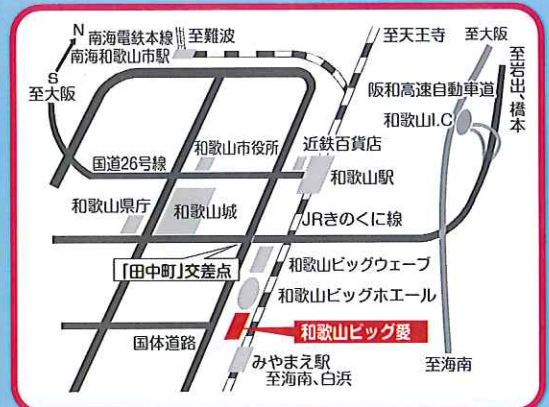 N
S
南海電鉄本線
南海和歌山市駅
至難波
至天王寺
至大阪
至岩出、橋本
至大阪
阪和高速自動車道
和歌山I.C
和歌山市役所
近鉄百貨店
国道26号線
和歌山駅
和歌山県庁
和歌山城
JRきのくに線
「田中町」交差点
和歌山ビッグウェーブ
和歌山ビッグホエール
和歌山ビッグ愛
国体道路
みやまえ駅
至海南、白浜
至海南